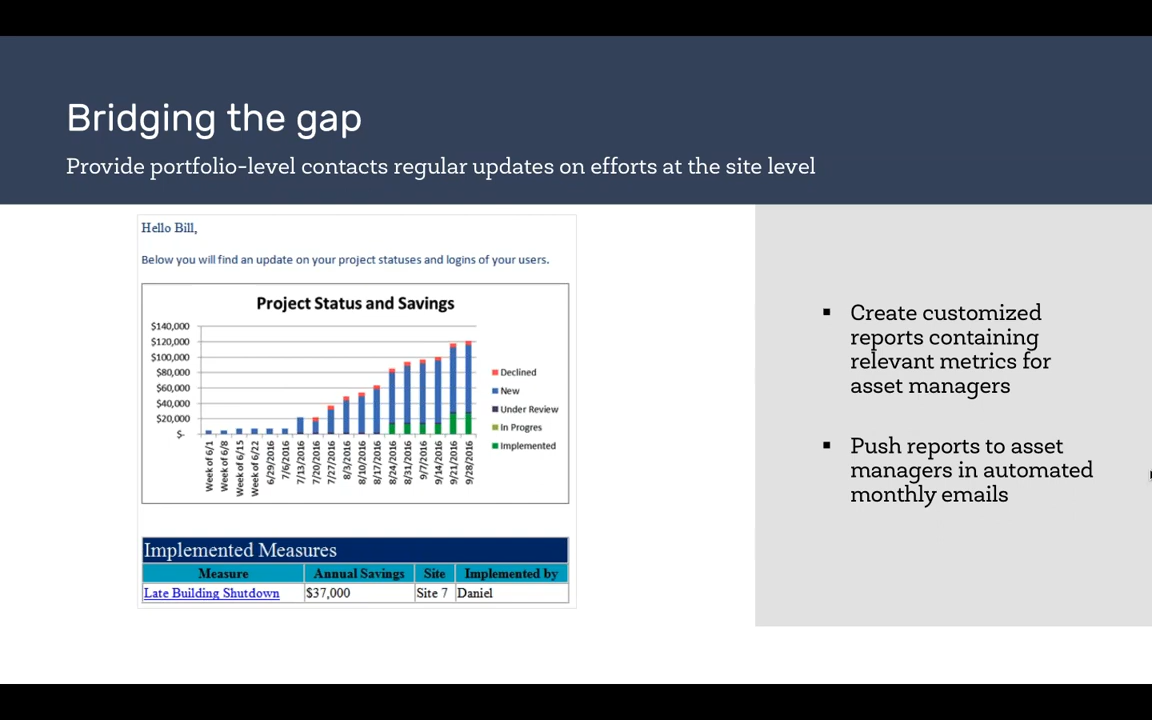 Bridging the gap
Provide portfolio-level contacts regular updates on efforts at the site level
Hello Bill,
Below you will find an update on your project statuses and logins of your users.
Project Status and Savings
$140,000
$120,000
$100,000
$80,000
$60,000
$40,000
$20,000
$-
Declined
New
Under Review
In Progres
Implemented
Week of 6/1
Week of 6/8
Week of 6/15
Week of 6/22
6/29/2016
7/6/2016
7/13/2016
7/20/2016
7/27/2016
8/3/2016
8/10/2016
8/17/2016
8/24/2016
8/31/2016
9/7/2016
9/14/2016
9/21/2016
9/28/2016
Implemented Measures
Measure Annual Savings Site Implemented by
Late Building Shutdown $37,000 Site 7 Daniel
▪ Create customized
reports containing
relevant metrics for
asset managers
▪ Push reports to asset
managers in automated
monthly emails